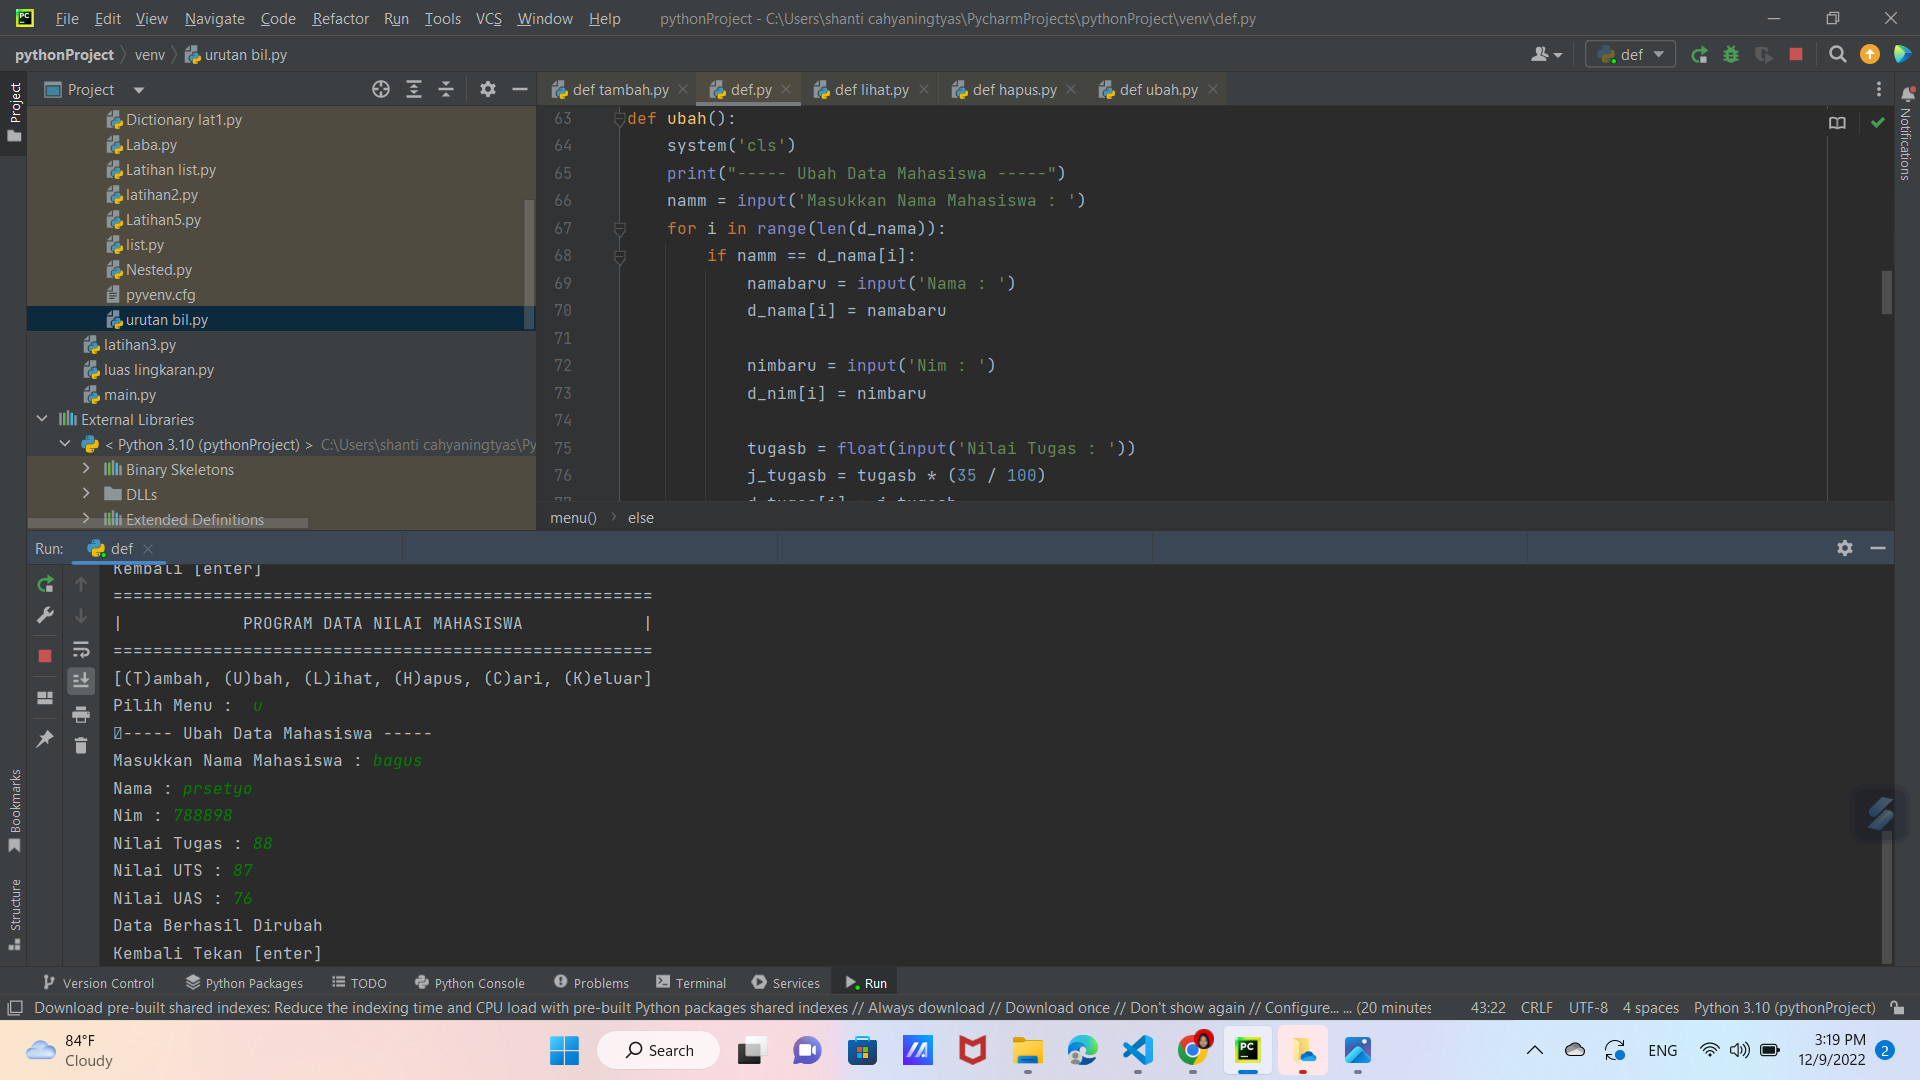 File Edit View Navigate Code Refactor Run Tools VCS Window Help pythonProject - C:\Users\shanti cahyaningtyas\PycharmProjects\pythonProject\venv\def.py
pythonProject venv urutan bil.py def
Project
Project
Dictionary lat1.py
Laba.py
Latihan list.py
latihan2.py
Latihan5.py
list.py
Nested.py
pyvenv.cfg
urutan bil.py
latihan3.py
luas lingkaran.py
main.py
External Libraries
< Python 3.10 (pythonProject) > C:\Users\shanti cahyaningtyas\Py
Binary Skeletons
DLLs
Extended Definitions
def tambah.py def.py def lihat.py def hapus.py def ubah.py
63 def ubah():
64 system('cls')
65 print("----- Ubah Data Mahasiswa -----")
66 namm = input('Masukkan Nama Mahasiswa : ')
67 for i in range(len(d_nama)):
68 if namm == d_nama[i]:
69 namabaru = input('Nama : ')
70 d_nama[i] = namabaru
71
72 nimbaru = input('Nim : ')
73 d_nim[i] = nimbaru
74
75 tugasb = float(input('Nilai Tugas : '))
76 j_tugasb = tugasb * (35 / 100)
menu() else
Notifications
Run: def
Kembali [enter]
======================================================
| PROGRAM DATA NILAI MAHASISWA |
======================================================
[(T)ambah, (U)bah, (L)ihat, (H)apus, (C)ari, (K)eluar]
Pilih Menu : u
----- Ubah Data Mahasiswa -----
Masukkan Nama Mahasiswa : bagus
Nama : prsetyo
Nim : 788898
Nilai Tugas : 88
Nilai UTS : 87
Nilai UAS : 76
Data Berhasil Dirubah
Kembali Tekan [enter]
Bookmarks
Structure
Version Control Python Packages TODO Python Console Problems Terminal Services Run
Download pre-built shared indexes: Reduce the indexing time and CPU load with pre-built Python packages shared indexes // Always download // Download once // Don't show again // Configure... ... (20 minutes 43:22 CRLF UTF-8 4 spaces Python 3.10 (pythonProject)
84°F
Cloudy
Search
PC
ENG
3:19 PM
12/9/2022
2